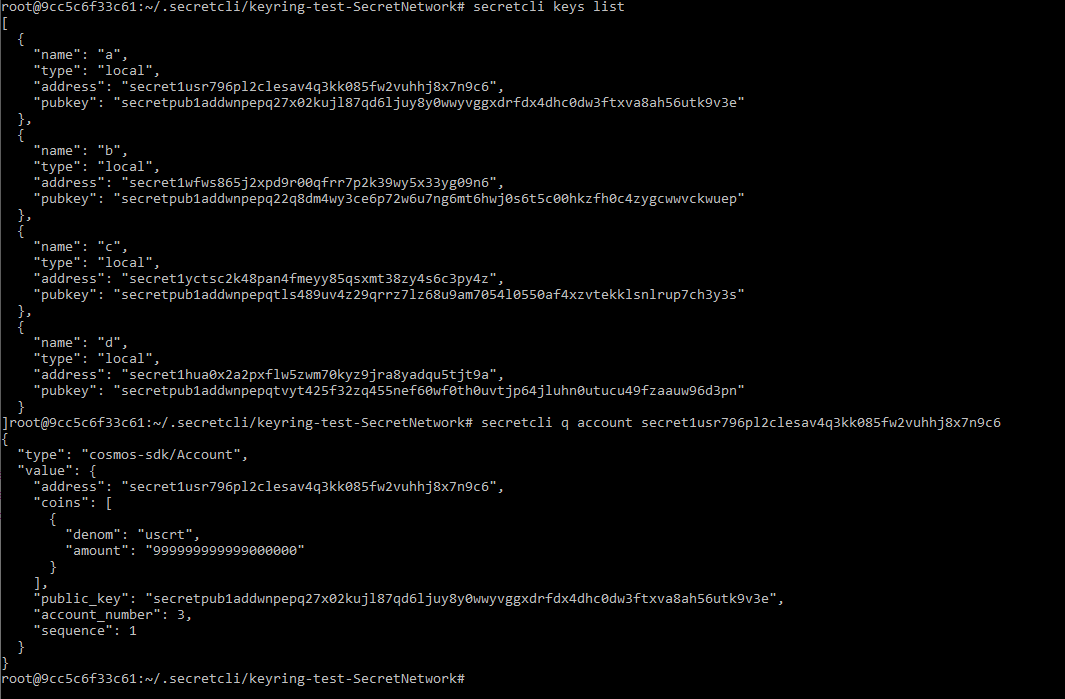 root@9cc5c6f33c61:~/.secretcli/keyring-test-SecretNetwork# secretcli keys list
[
  {
    "name": "a",
    "type": "local",
    "address": "secret1usr796pl2clesav4q3kk085fw2vuhhj8x7n9c6",
    "pubkey": "secretpub1addwnpepq27x02kujl87qd6ljuy8y0wwyvggxdrfdx4dhc0dw3ftxva8ah56utk9v3e"
  },
  {
    "name": "b",
    "type": "local",
    "address": "secret1wfws865j2xpd9r00qfrr7p2k39wy5x33yg09n6",
    "pubkey": "secretpub1addwnpepq22q8dm4wy3ce6p72w6u7ng6mt6hwj0s6t5c00hkzfh0c4zygcwwvckwuep"
  },
  {
    "name": "c",
    "type": "local",
    "address": "secret1yctsc2k48pan4fmeyy85qsxmt38zy4s6c3py4z",
    "pubkey": "secretpub1addwnpepqtls489uv4z29qrrz7lz68u9am7054l0550af4xzvtekklsnlrup7ch3y3s"
  },
  {
    "name": "d",
    "type": "local",
    "address": "secret1hua0x2a2pxflw5zwm70kyz9jra8yadqu5tjt9a",
    "pubkey": "secretpub1addwnpepqtvyt425f32zq455nef60wf0th0uvtjp64jluhn0utucu49fzaauw96d3pn"
  }
]root@9cc5c6f33c61:~/.secretcli/keyring-test-SecretNetwork# secretcli q account secret1usr796pl2clesav4q3kk085fw2vuhhj8x7n9c6
{
  "type": "cosmos-sdk/Account",
  "value": {
    "address": "secret1usr796pl2clesav4q3kk085fw2vuhhj8x7n9c6",
    "coins": [
      {
        "denom": "uscrt",
        "amount": "999999999999000000"
      }
    ],
    "public_key": "secretpub1addwnpepq27x02kujl87qd6ljuy8y0wwyvggxdrfdx4dhc0dw3ftxva8ah56utk9v3e",
    "account_number": 3,
    "sequence": 1
  }
}
root@9cc5c6f33c61:~/.secretcli/keyring-test-SecretNetwork#